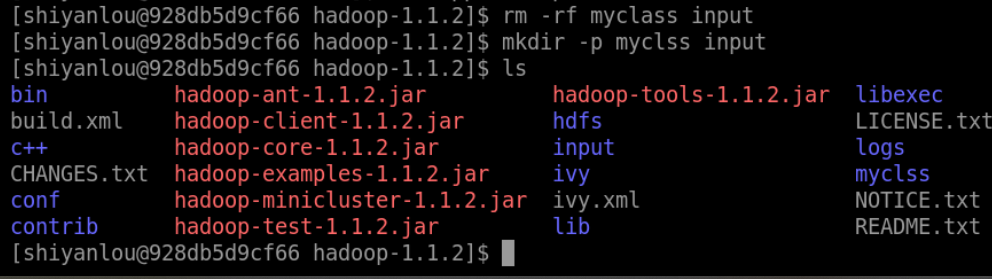 [shiyanlou@928db5d9cf66 hadoop-1.1.2]$ rm -rf myclass input
[shiyanlou@928db5d9cf66 hadoop-1.1.2]$ mkdir -p myclss input
[shiyanlou@928db5d9cf66 hadoop-1.1.2]$ ls
bin hadoop-ant-1.1.2.jar hadoop-tools-1.1.2.jar libexec
build.xml hadoop-client-1.1.2.jar hdfs LICENSE.txt
c++ hadoop-core-1.1.2.jar input logs
CHANGES.txt hadoop-examples-1.1.2.jar ivy myclss
conf hadoop-minicluster-1.1.2.jar ivy.xml NOTICE.txt
contrib hadoop-test-1.1.2.jar lib README.txt
[shiyanlou@928db5d9cf66 hadoop-1.1.2]$